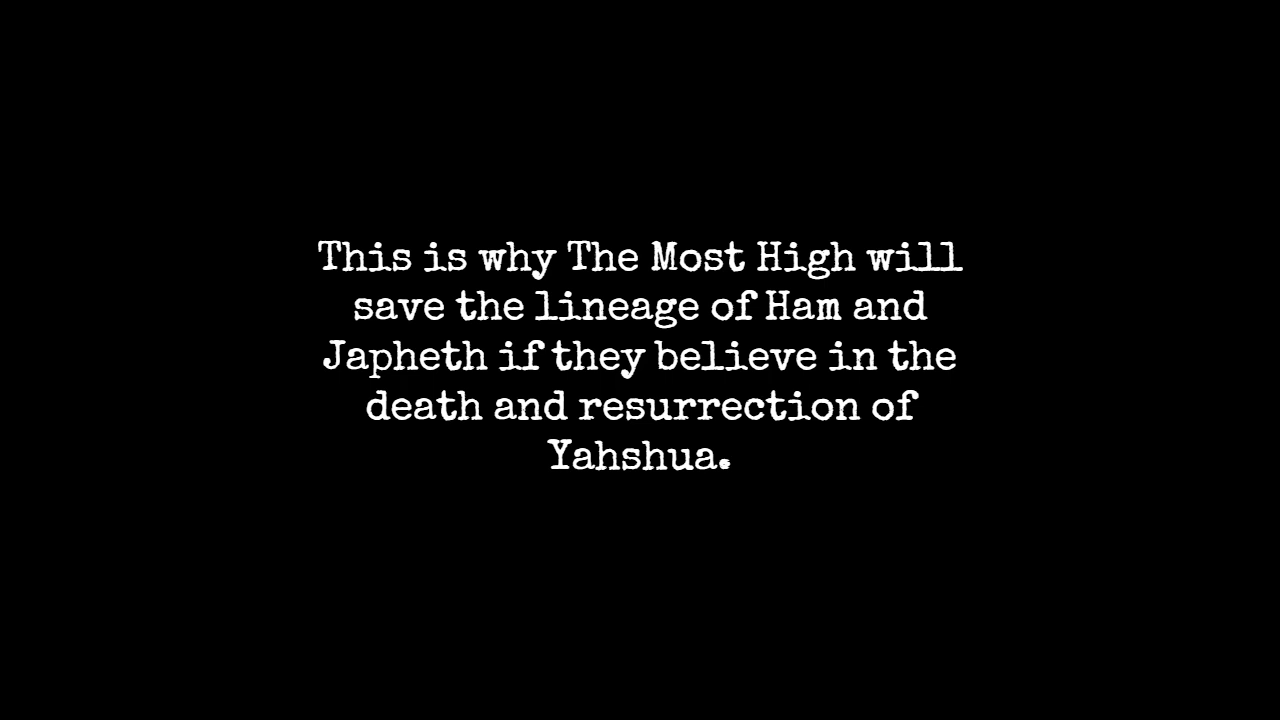 This is why The Most High will
save the lineage of Ham and
Japheth if they believe in the
death and resurrection of
Yahshua.